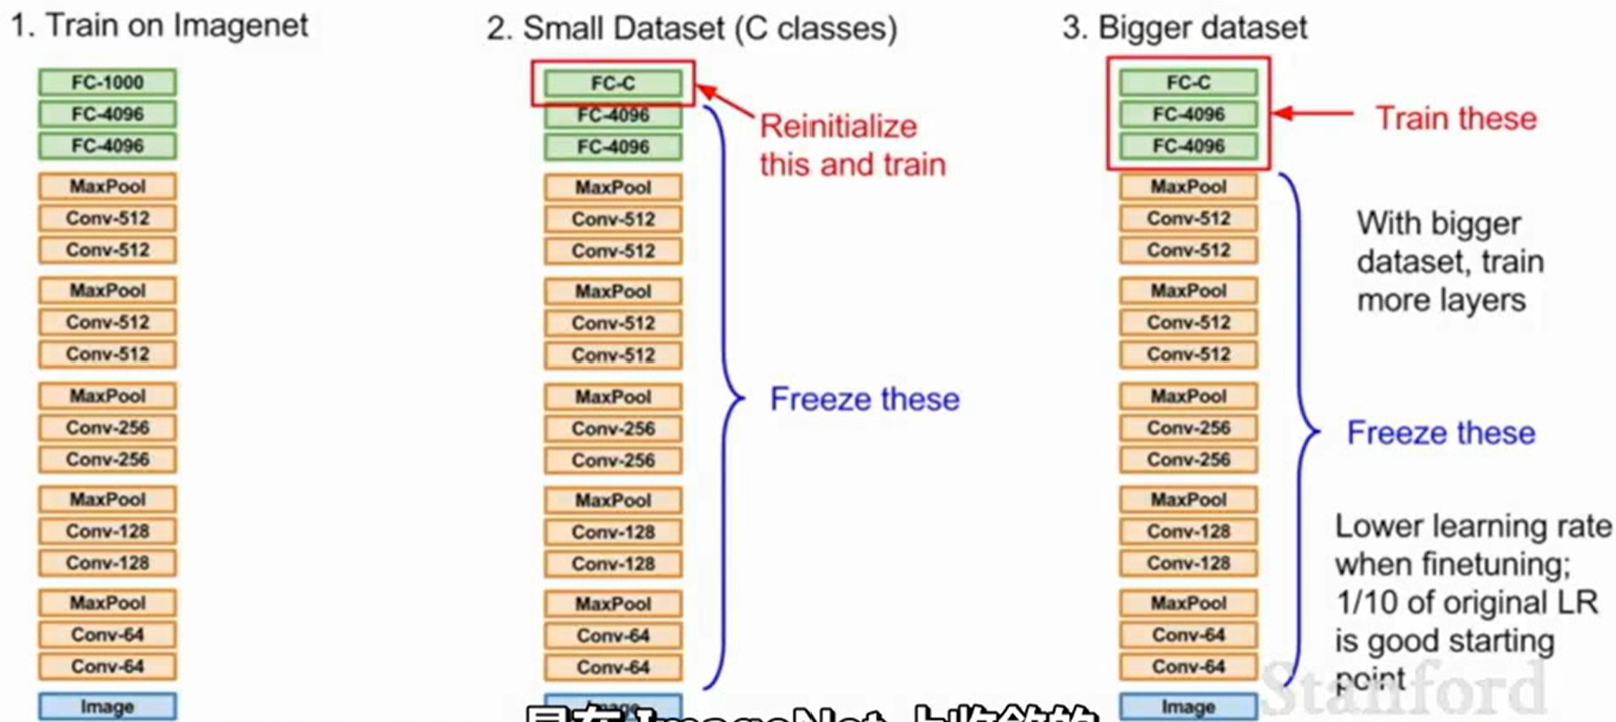 1. Train on Imagenet
FC-1000
FC-4096
FC-4096
MaxPool
Conv-512
Conv-512
MaxPool
Conv-512
Conv-512
MaxPool
Conv-256
Conv-256
MaxPool
Conv-128
Conv-128
MaxPool
Conv-64
Conv-64
Image
2. Small Dataset (C classes)
FC-C
FC-4096
FC-4096
MaxPool
Conv-512
Conv-512
MaxPool
Conv-512
Conv-512
MaxPool
Conv-256
Conv-256
MaxPool
Conv-128
Conv-128
MaxPool
Conv-64
Conv-64
Image
Reinitialize
this and train
Freeze these
3. Bigger dataset
FC-C
FC-4096
FC-4096
MaxPool
Conv-512
Conv-512
MaxPool
Conv-512
Conv-512
MaxPool
Conv-256
Conv-256
MaxPool
Conv-128
Conv-128
MaxPool
Conv-64
Conv-64
Image
Train these
With bigger
dataset, train
more layers
Freeze these
Lower learning rate
when finetuning;
1/10 of original LR
is good starting
point
Stanford
是在 ImageNet 上收敛的